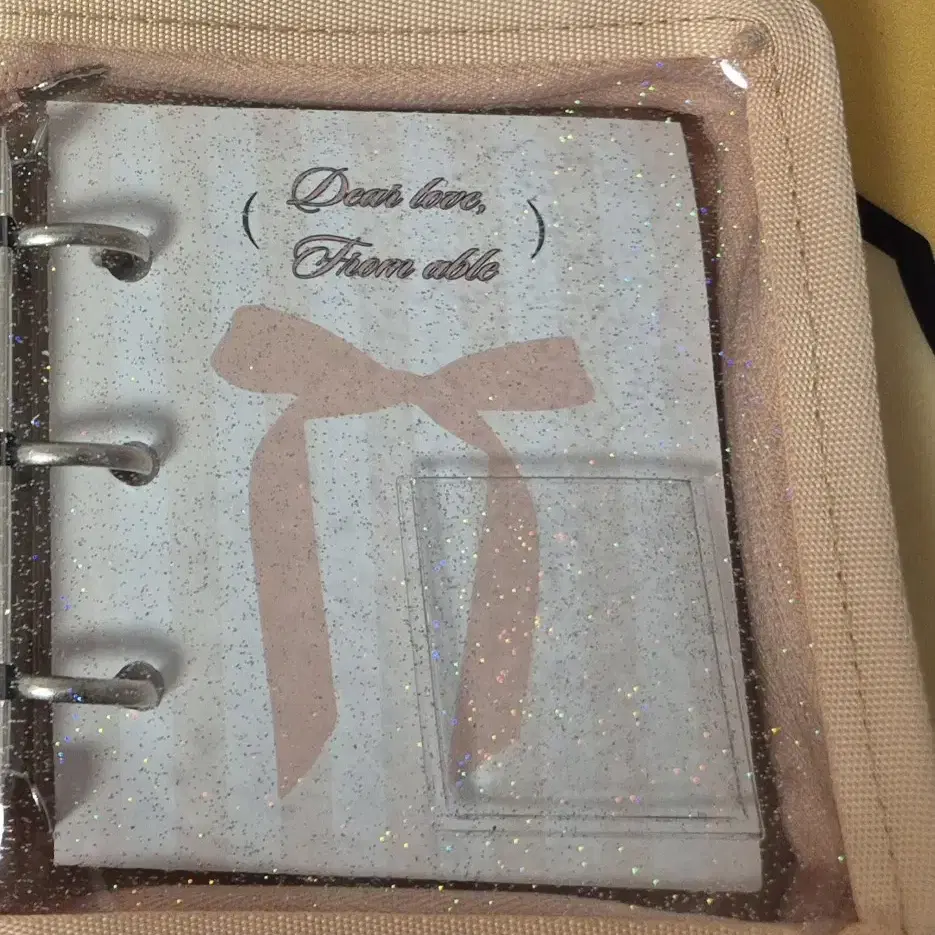 ( Dear love,
From able )